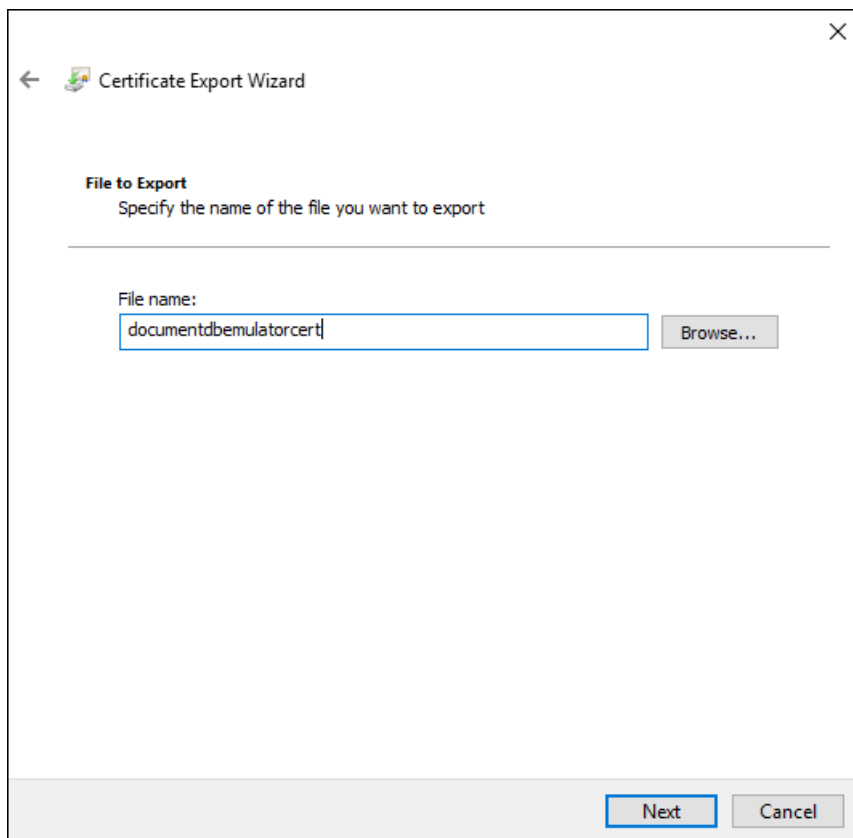 Certificate Export Wizard
File to Export
Specify the name of the file you want to export
File name:
documentdbemulatorcert
Browse...
Next
Cancel